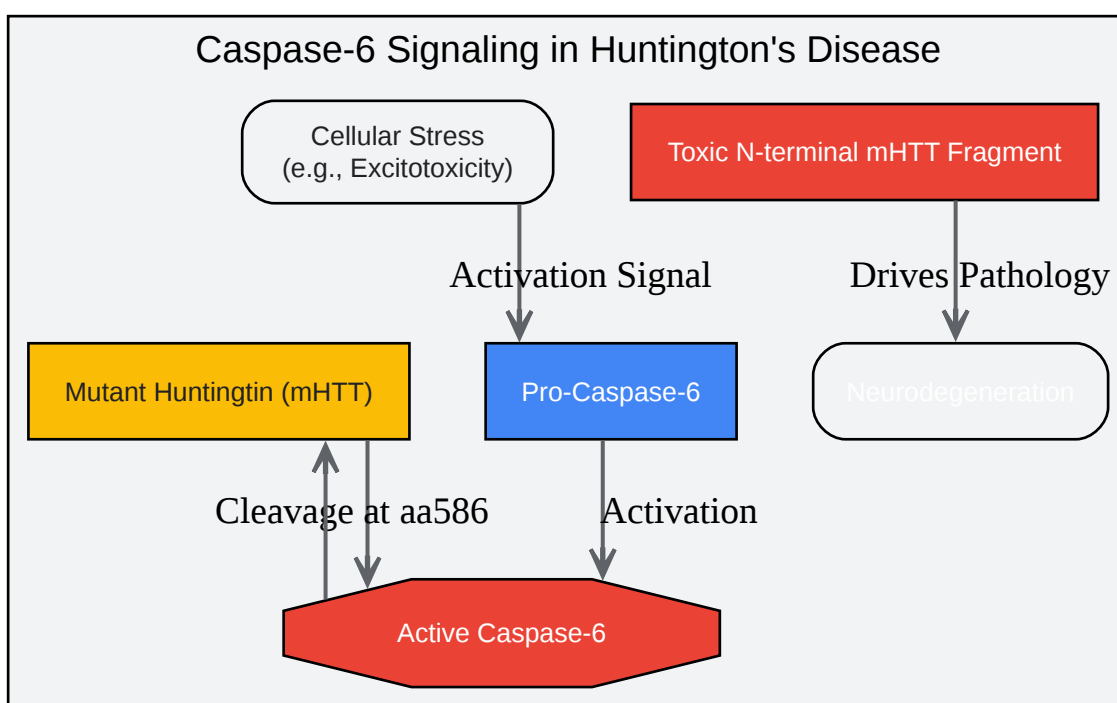 Caspase-6 Signaling in Huntington's Disease
Cellular Stress
(e.g., Excitotoxicity)
Toxic N-terminal mHTT Fragment
Activation Signal
Drives Pathology
Mutant Huntingtin (mHTT)
Pro-Caspase-6
Neurodegeneration
Cleavage at aa586
Activation
Active Caspase-6